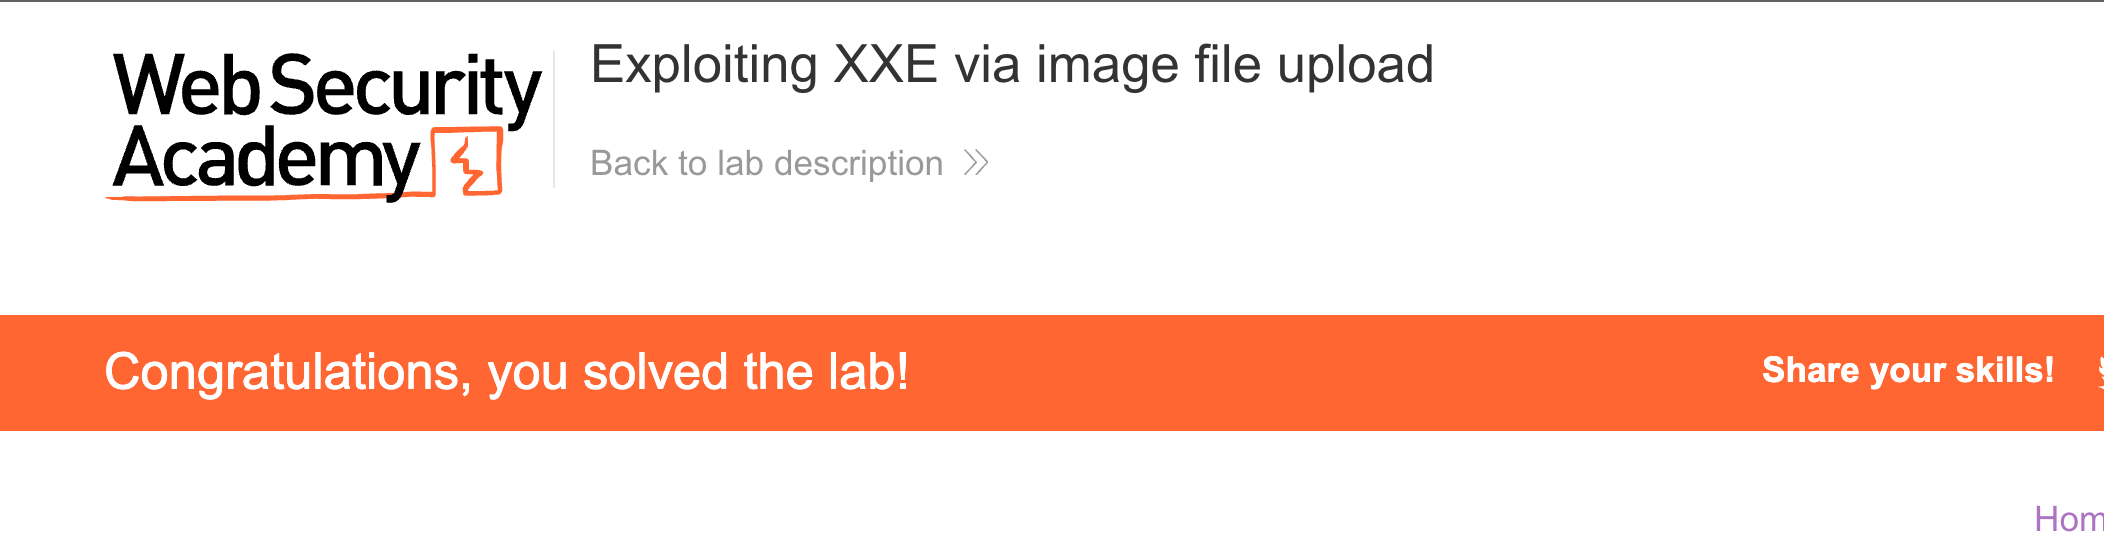 Web Security
Academy
Exploiting XXE via image file upload
Back to lab description
Congratulations, you solved the lab!
Share your skills!
Hom